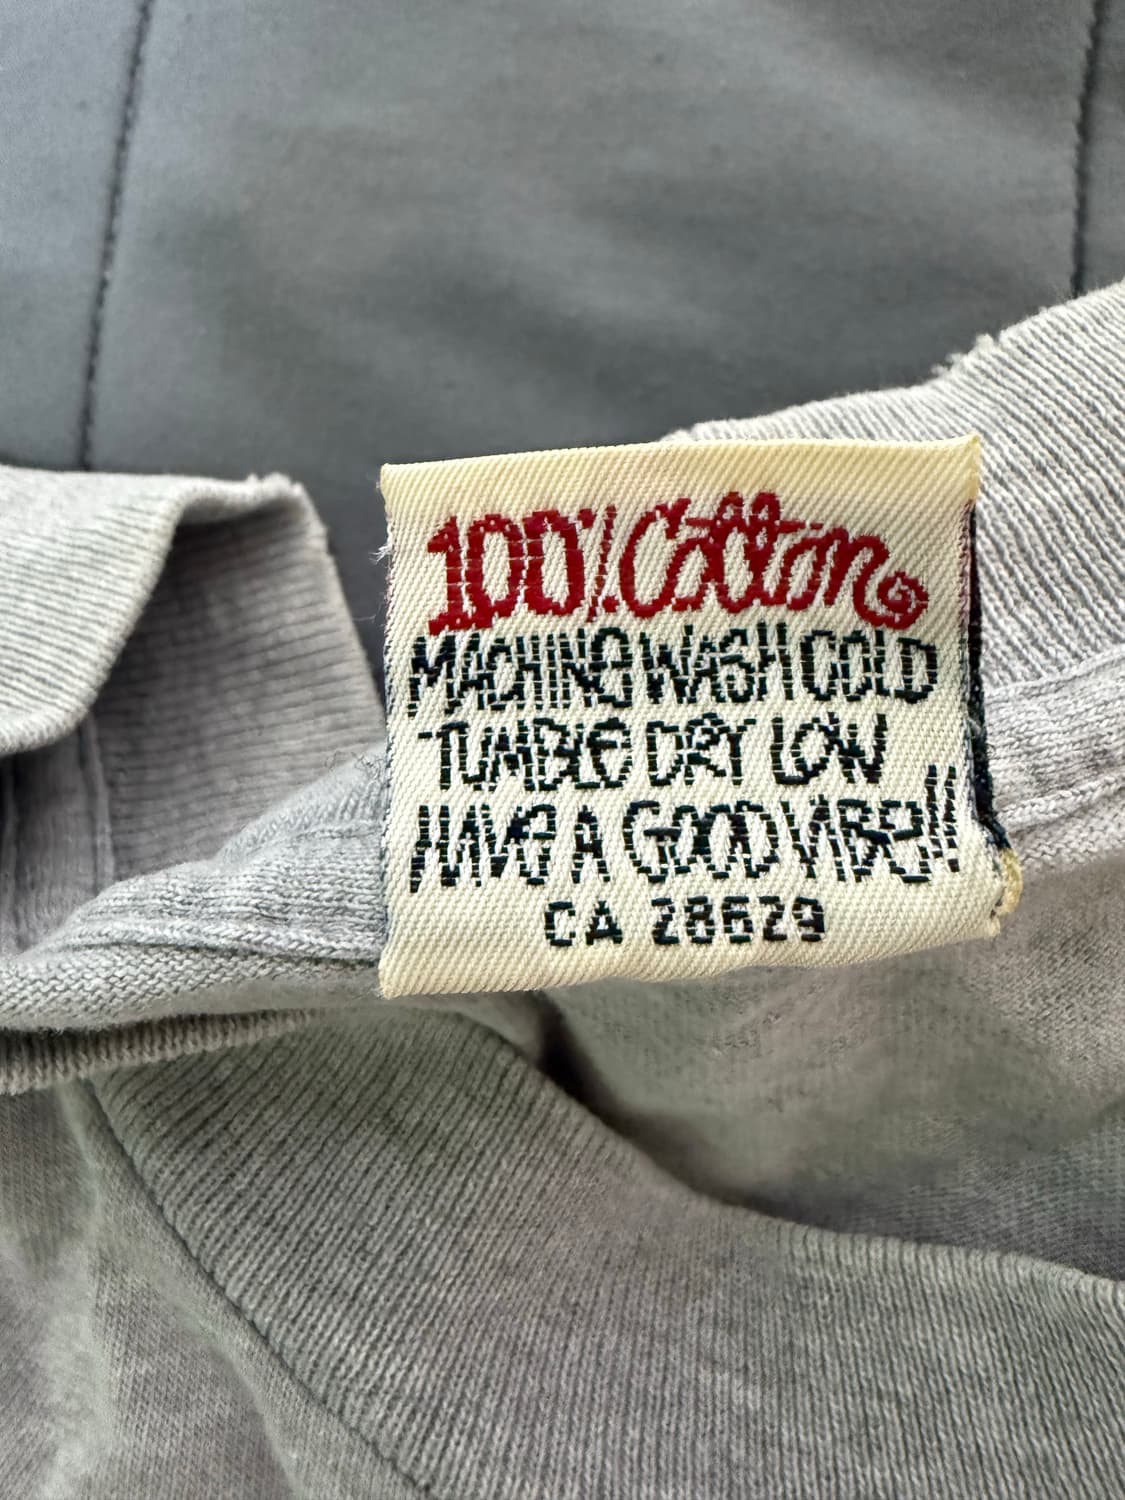 100% Cotton
MACHINE WASH COLD
TUMBLE DRY LOW
HAVE A GOOD VIBE!!
CA 28629